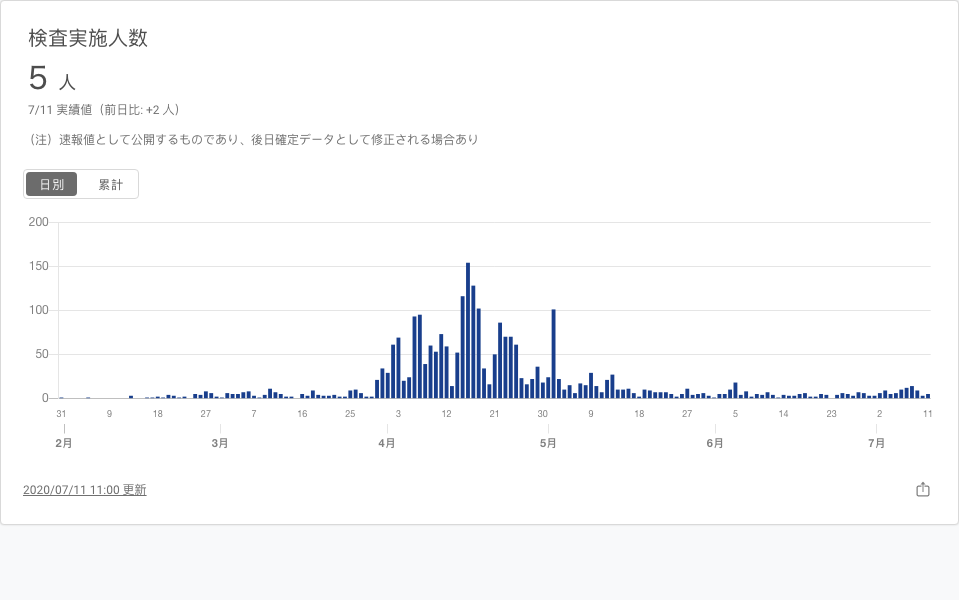 検査実施人数
5 人
7/11 実績値（前日比: +2 人）
（注）速報値として公開するものであり、後日確定データとして修正される場合あり
日別 累計
200
150
100
50
0
31 9 18 27 7 16 25 3 12 21 30 9 18 27 5 14 23 2 11
2月 3月 4月 5月 6月 7月
2020/07/11 11:00 更新